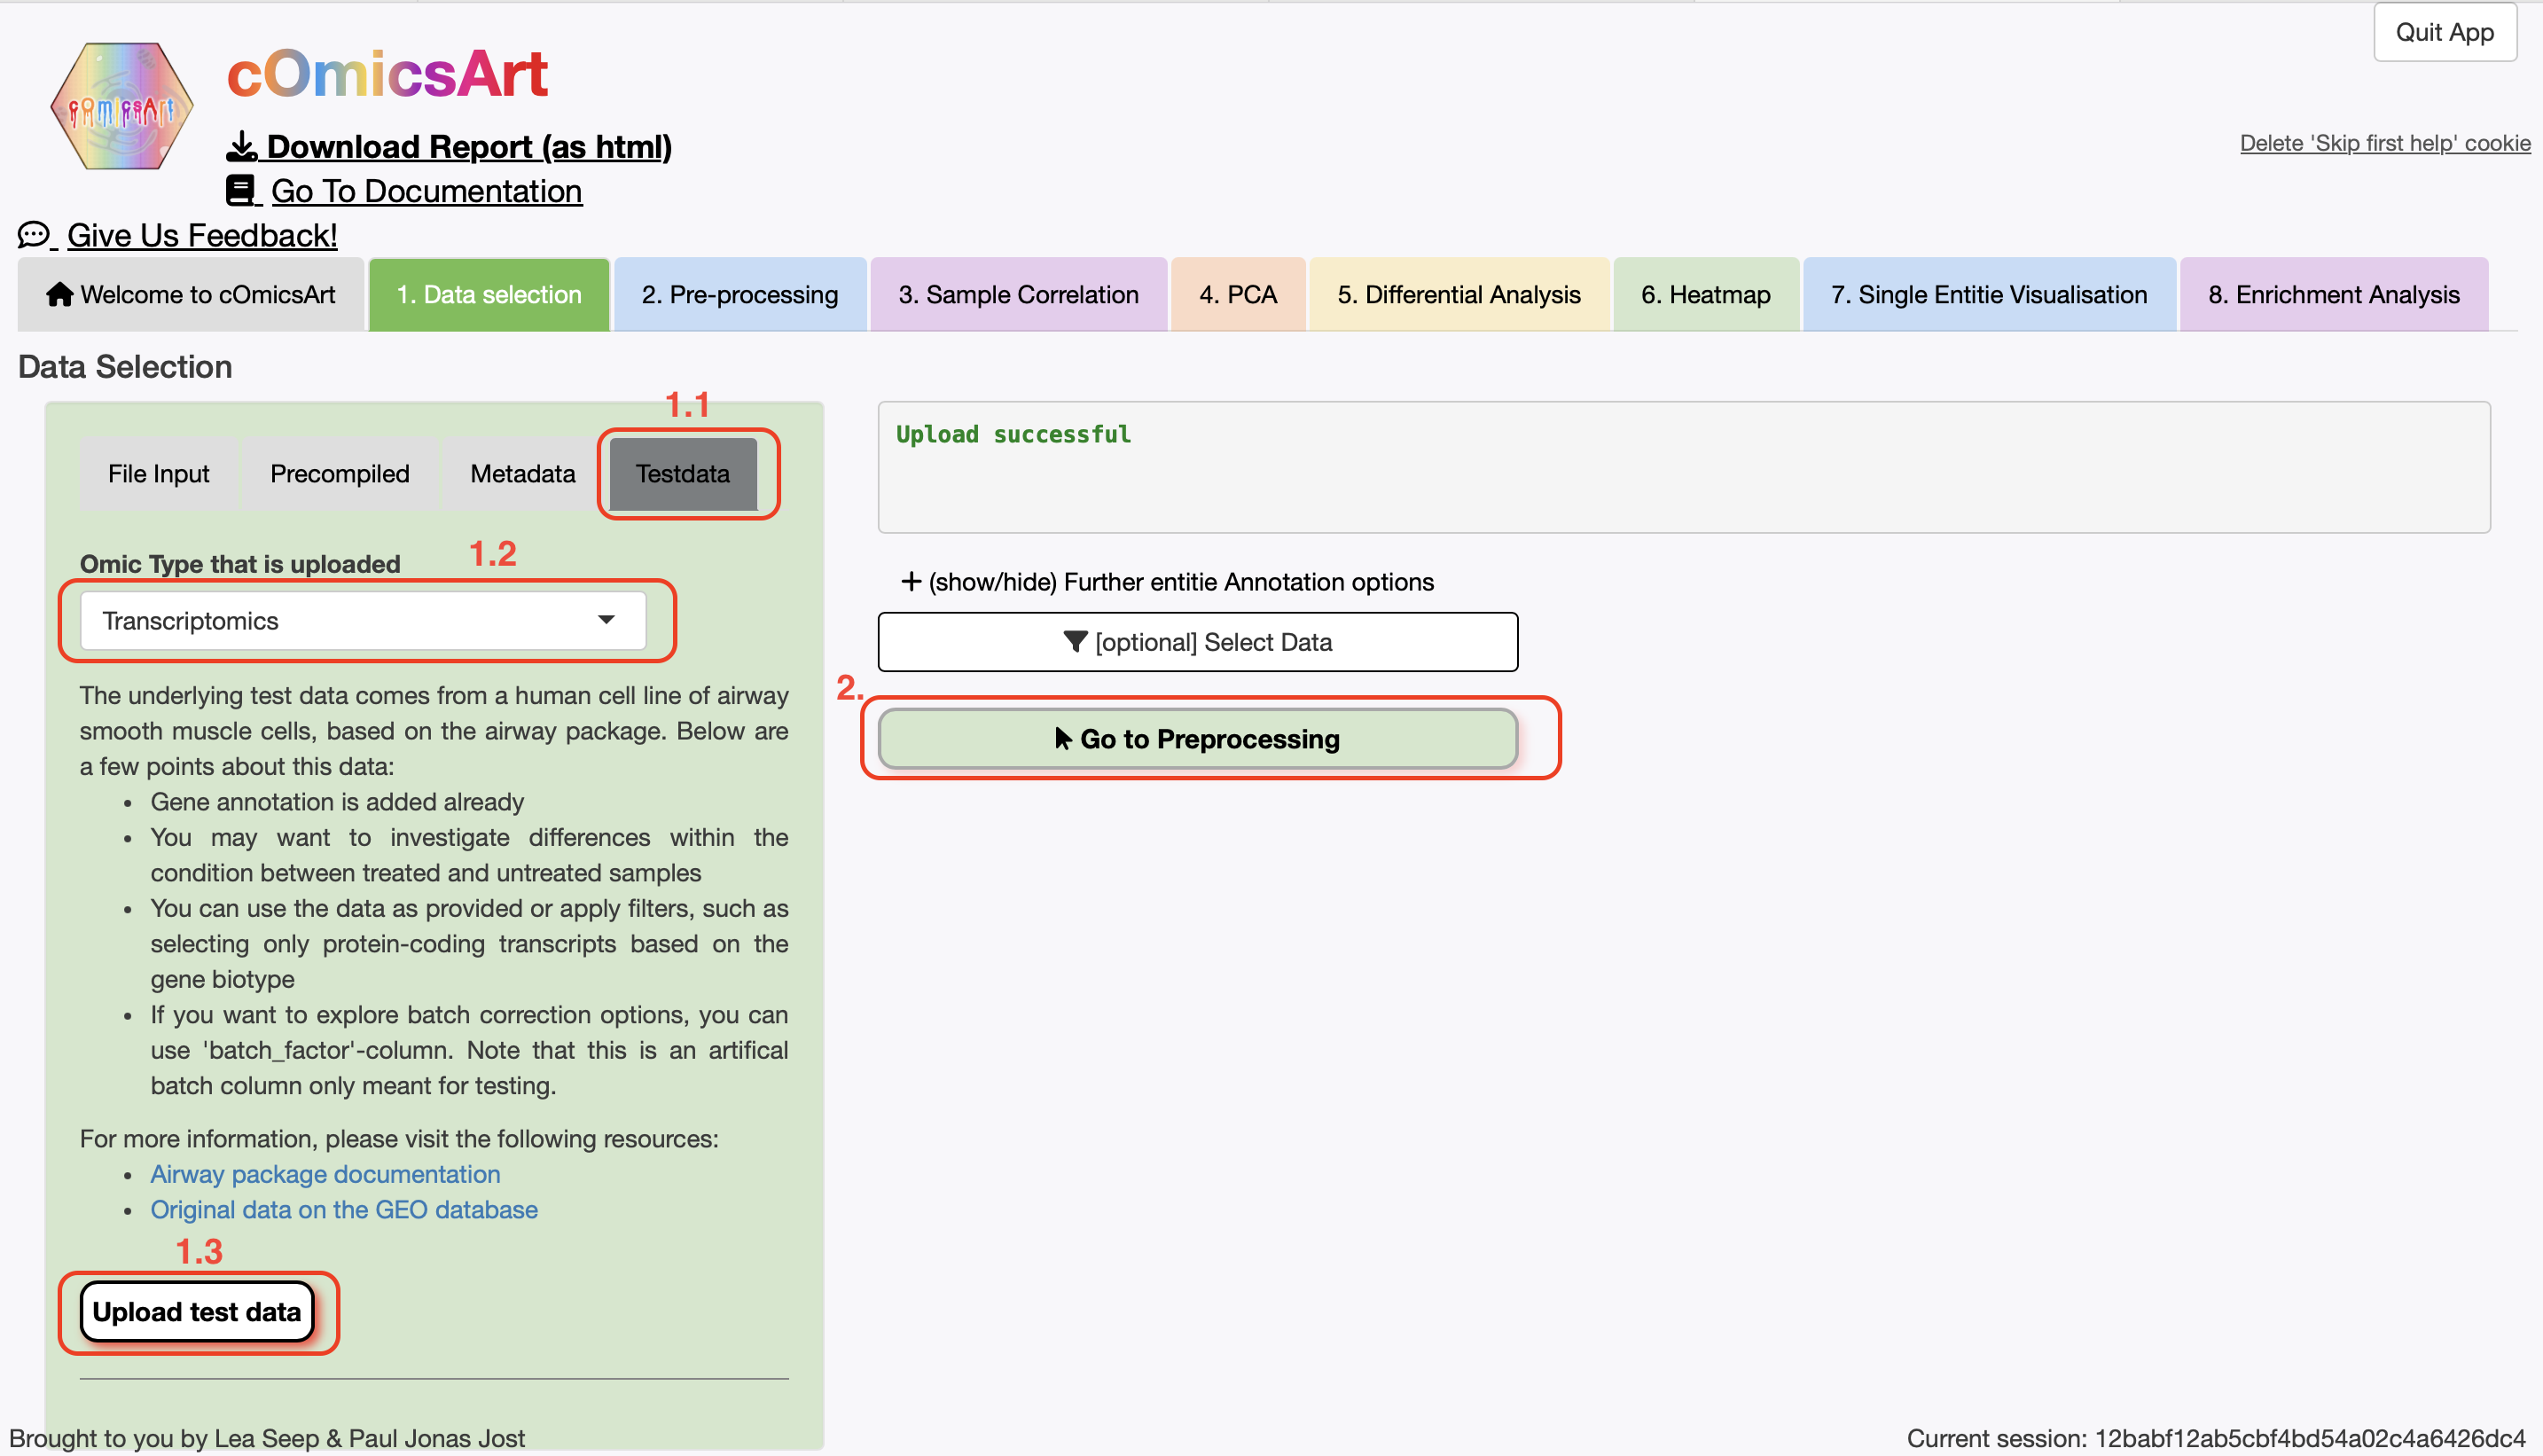 Quit App
cOmicsArt
cOmicsArt
Download Report (as html)
Delete 'Skip first help' cookie
Go To Documentation
Give Us Feedback!
Welcome to cOmicsArt
1. Data selection
2. Pre-processing
3. Sample Correlation
4. PCA
5. Differential Analysis
6. Heatmap
7. Single Entitie Visualisation
8. Enrichment Analysis
Data Selection
1.1
File Input
Precompiled
Metadata
Testdata
1.2
Omic Type that is uploaded
Transcriptomics
The underlying test data comes from a human cell line of airway
smooth muscle cells, based on the airway package. Below are
a few points about this data:
• Gene annotation is added already
• You may want to investigate differences within the
condition between treated and untreated samples
• You can use the data as provided or apply filters, such as
selecting only protein-coding transcripts based on the
gene biotype
• If you want to explore batch correction options, you can
use 'batch_factor'-column. Note that this is an artifical
batch column only meant for testing.
For more information, please visit the following resources:
• Airway package documentation
• Original data on the GEO database
1.3
Upload test data
Upload successful
+ (show/hide) Further entitie Annotation options
[optional] Select Data
2.
Go to Preprocessing
Brought to you by Lea Seep & Paul Jonas Jost
Current session: 12babf12ab5cbf4bd54a02c4a6426dc4